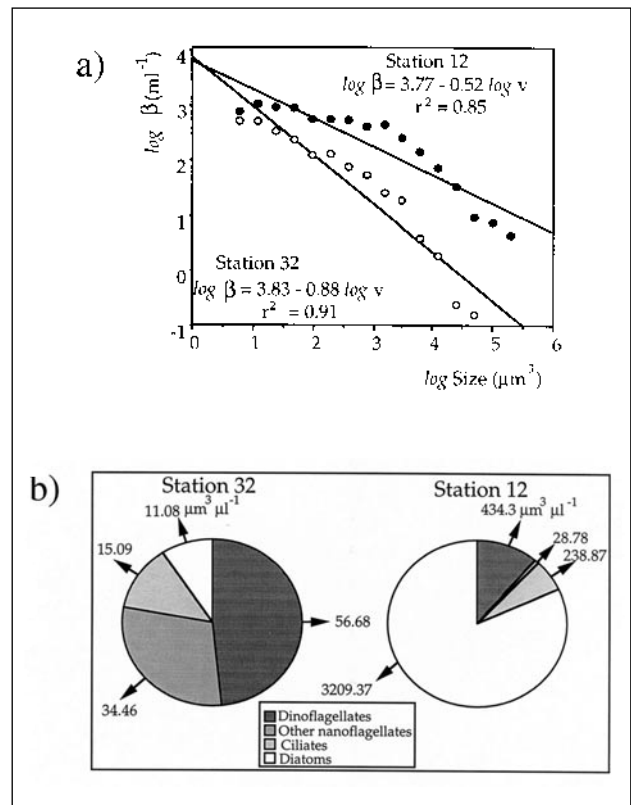 a)
Station 12
log β = 3.77 - 0.52 log v
r² = 0.85
log β (ml⁻¹)
4
3
2
1
0
-1
Station 32
log β = 3.83 - 0.88 log v
r² = 0.91
0 1 2 3 4 5 6
log Size (µm³)
b)
Station 32
11.08 µm³ µl⁻¹
15.09
56.68
34.46
Station 12
434.3 µm³ µl⁻¹
28.78
238.87
3209.37
Dinoflagellates
Other nanoflagellates
Ciliates
Diatoms